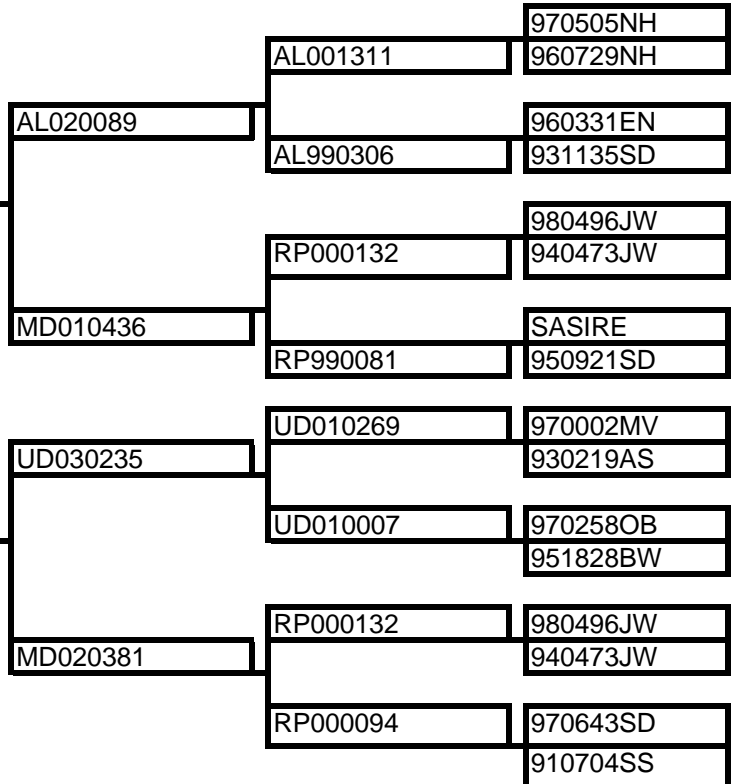 970505NH
AL001311
960729NH
AL020089
960331EN
AL990306
931135SD
980496JW
RP000132
940473JW
MD010436
SASIRE
RP990081
950921SD
UD010269
970002MV
UD030235
930219AS
UD010007
970258OB
951828BW
RP000132
980496JW
MD020381
940473JW
RP000094
970643SD
910704SS